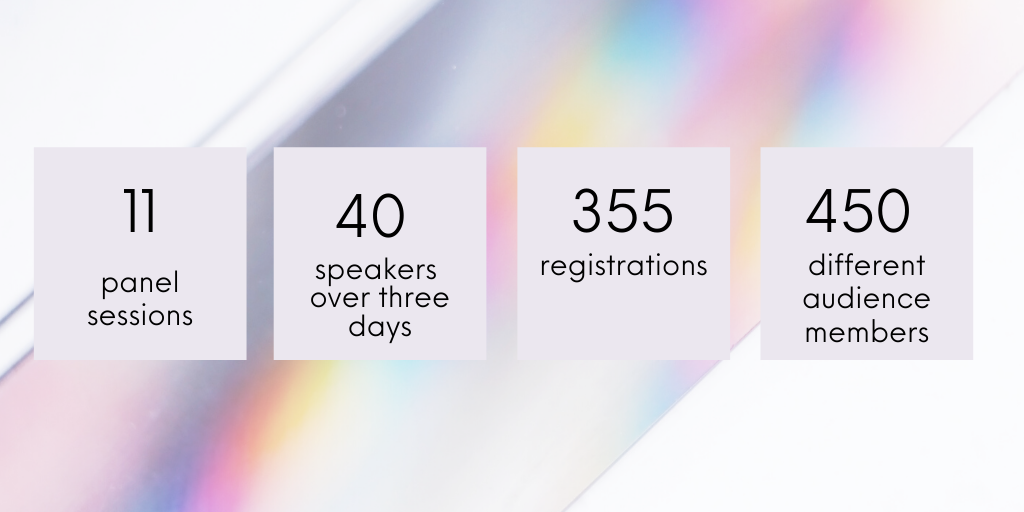 11
panel
sessions
40
speakers
over three
days
355
registrations
450
different
audience
members